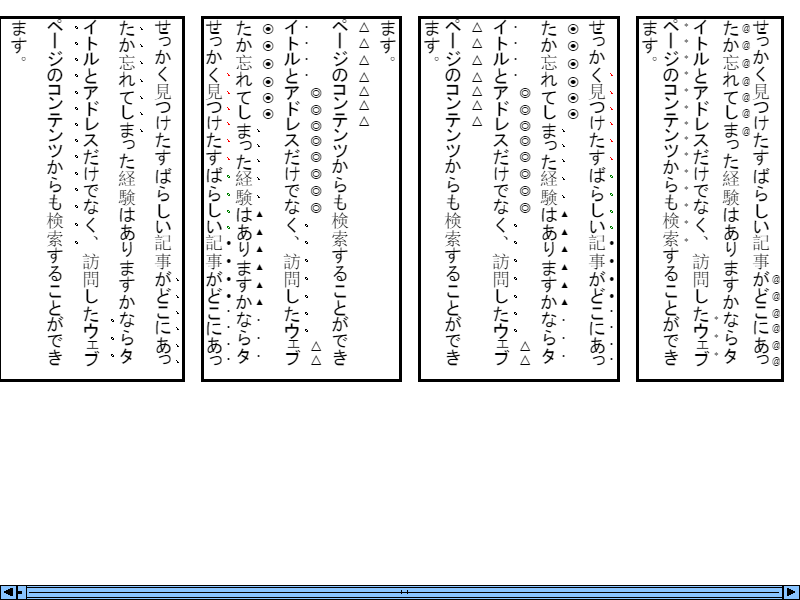 せっかく見つけたすばらしい記事がどこにあっ
たか忘れてしまった経験はありますかならタ
イトルとアドレスだけでなく、訪問したウェブ
ページのコンテンツからも検索することができ
ます。
せっかく見つけたすばらしい記事がどこにあっ
たか忘れてしまった経験はありますかならタ
イトルとアドレスだけでなく、訪問したウェブ
ページのコンテンツからも検索することができ
ます。
せっかく見つけたすばらしい記事がどこにあっ
たか忘れてしまった経験はありますかならタ
イトルとアドレスだけでなく、訪問したウェブ
ページのコンテンツからも検索することができ
ます。
せっかく見つけたすばらしい記事がどこにあっ
たか忘れてしまった経験はありますかならタ
イトルとアドレスだけでなく、訪問したウェブ
ページのコンテンツからも検索することができ
ます。